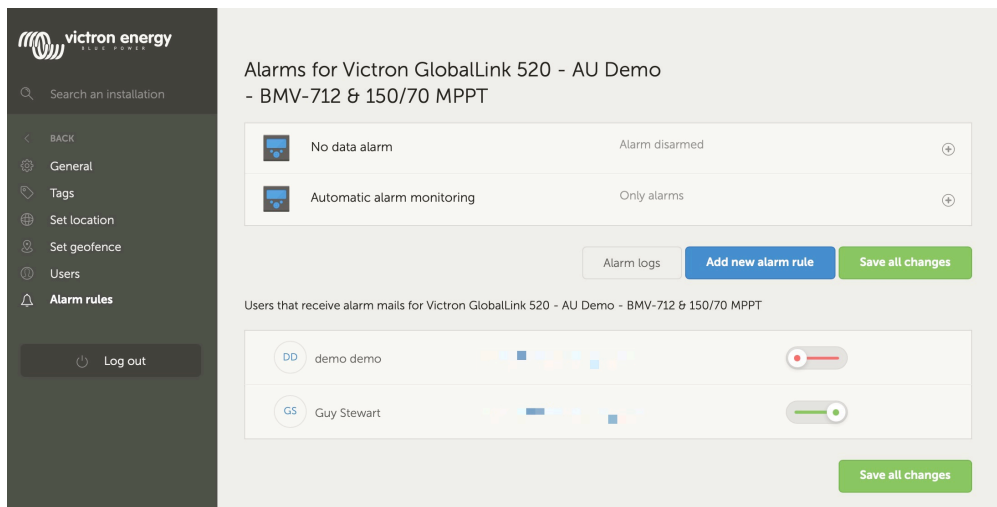 victron energy
BLUE POWER
Search an installation
BACK
General
Tags
Set location
Set geofence
Users
Alarm rules
Log out
Alarms for Victron GlobalLink 520 - AU Demo
- BMV-712 & 150/70 MPPT
No data alarm Alarm disarmed
Automatic alarm monitoring Only alarms
Alarm logs Add new alarm rule Save all changes
Users that receive alarm mails for Victron GlobalLink 520 - AU Demo - BMV-712 & 150/70 MPPT
DD demo demo
GS Guy Stewart
Save all changes